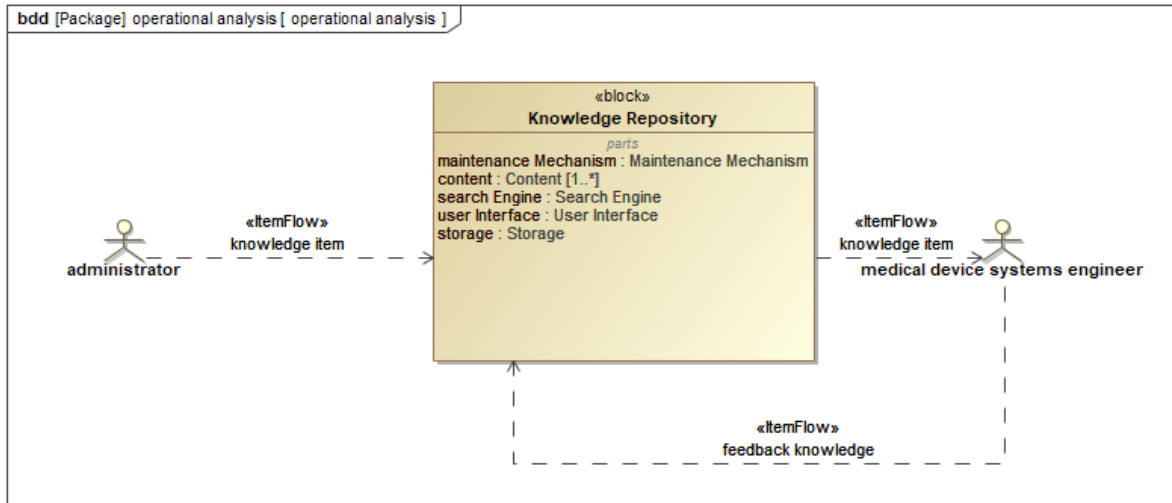 bdd [Package] operational analysis [ operational analysis ]
«block»
Knowledge Repository
parts
maintenance Mechanism : Maintenance Mechanism
content : Content [1..*]
search Engine : Search Engine
user Interface : User Interface
storage : Storage
«ItemFlow»
knowledge item
administrator
«ItemFlow»
knowledge item
medical device systems engineer
«ItemFlow»
feedback knowledge